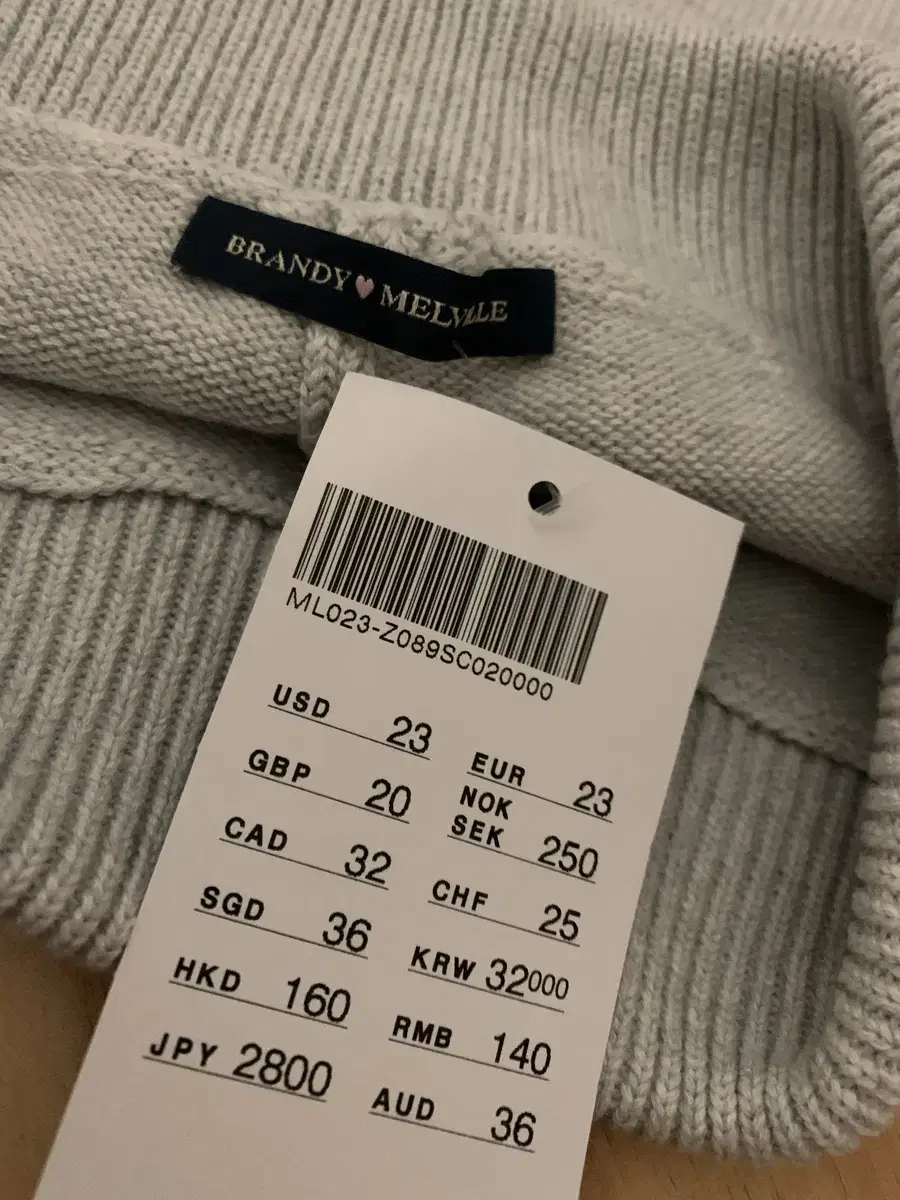 BRANDY MELVILLE
ML023-Z089SC020000
USD 23
GBP 20
CAD 32
SGD 36
HKD 160
JPY 2800
EUR 23
NOK
SEK 250
CHF 25
KRW 32000
RMB 140
AUD 36